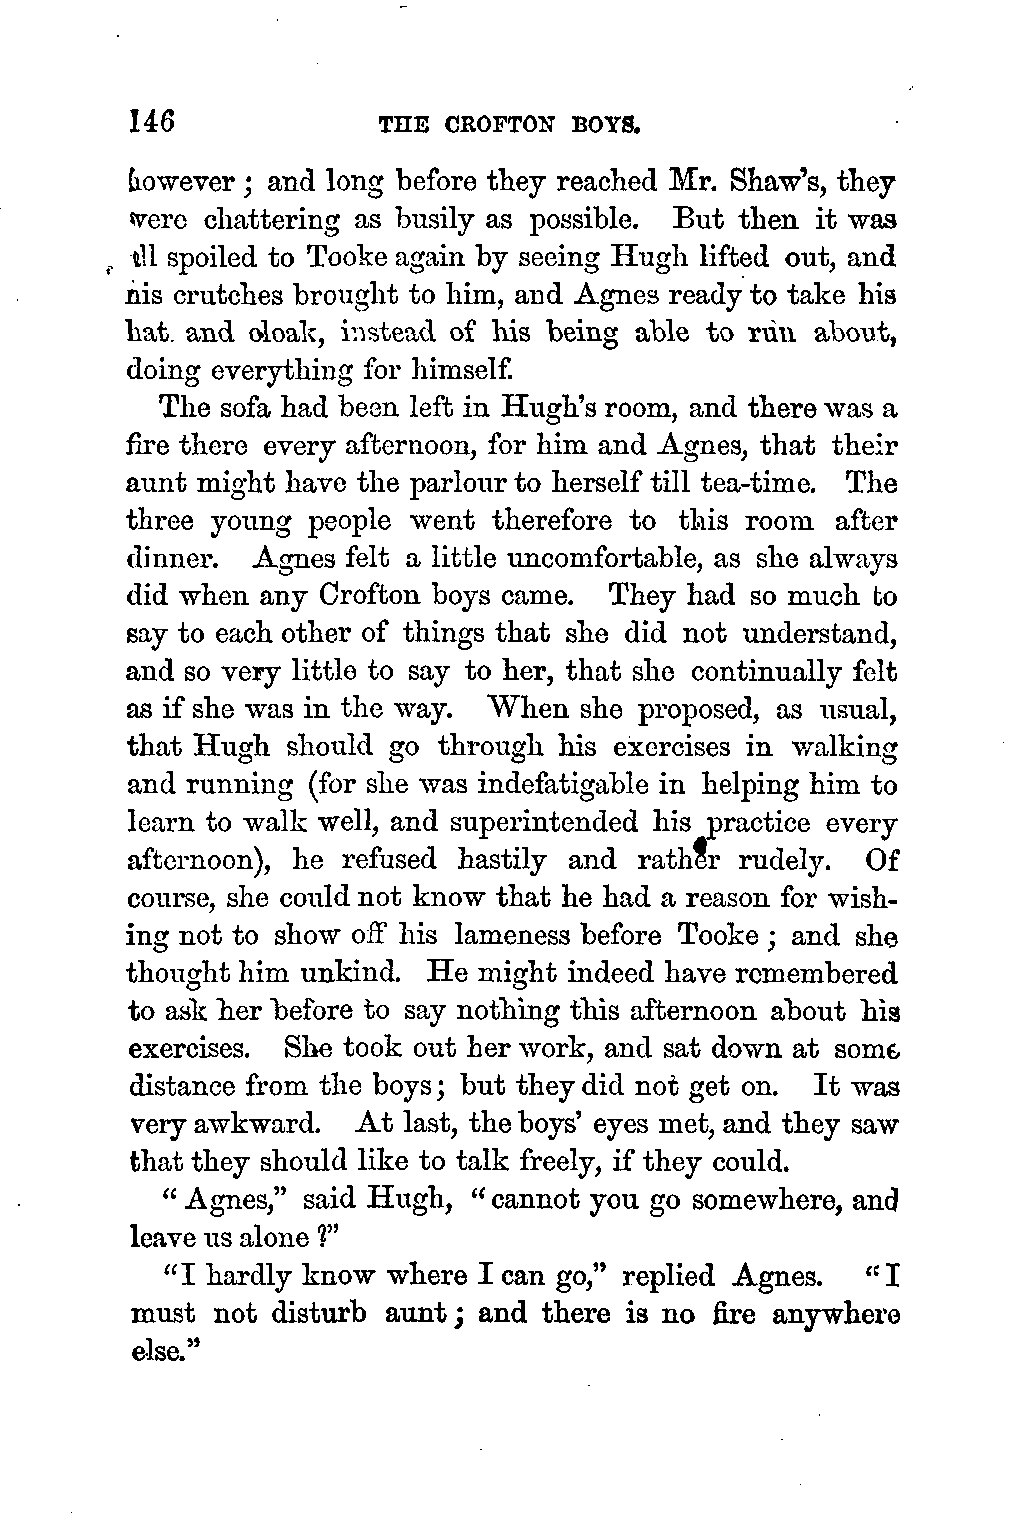 146 THE CROFTON BOYS.
however; and long before they reached Mr. Shaw's, they
were chattering as busily as possible. But then it was
all spoiled to Tooke again by seeing Hugh lifted out, and
his crutches brought to him, and Agnes ready to take his
hat and cloak, instead of his being able to run about,
doing everything for himself.
The sofa had been left in Hugh's room, and there was a
fire there every afternoon, for him and Agnes, that their
aunt might have the parlour to herself till tea-time. The
three young people went therefore to this room after
dinner. Agnes felt a little uncomfortable, as she always
did when any Crofton boys came. They had so much to
say to each other of things that she did not understand,
and so very little to say to her, that she continually felt
as if she was in the way. When she proposed, as usual,
that Hugh should go through his exercises in walking
and running (for she was indefatigable in helping him to
learn to walk well, and superintended his practice every
afternoon), he refused hastily and rather rudely. Of
course, she could not know that he had a reason for wish-
ing not to show off his lameness before Tooke; and she
thought him unkind. He might indeed have remembered
to ask her before to say nothing this afternoon about his
exercises. She took out her work, and sat down at some
distance from the boys; but they did not get on. It was
very awkward. At last, the boys' eyes met, and they saw
that they should like to talk freely, if they could.
"Agnes," said Hugh, "cannot you go somewhere, and
leave us alone?"
"I hardly know where I can go," replied Agnes. "I
must not disturb aunt; and there is no fire anywhere
else."